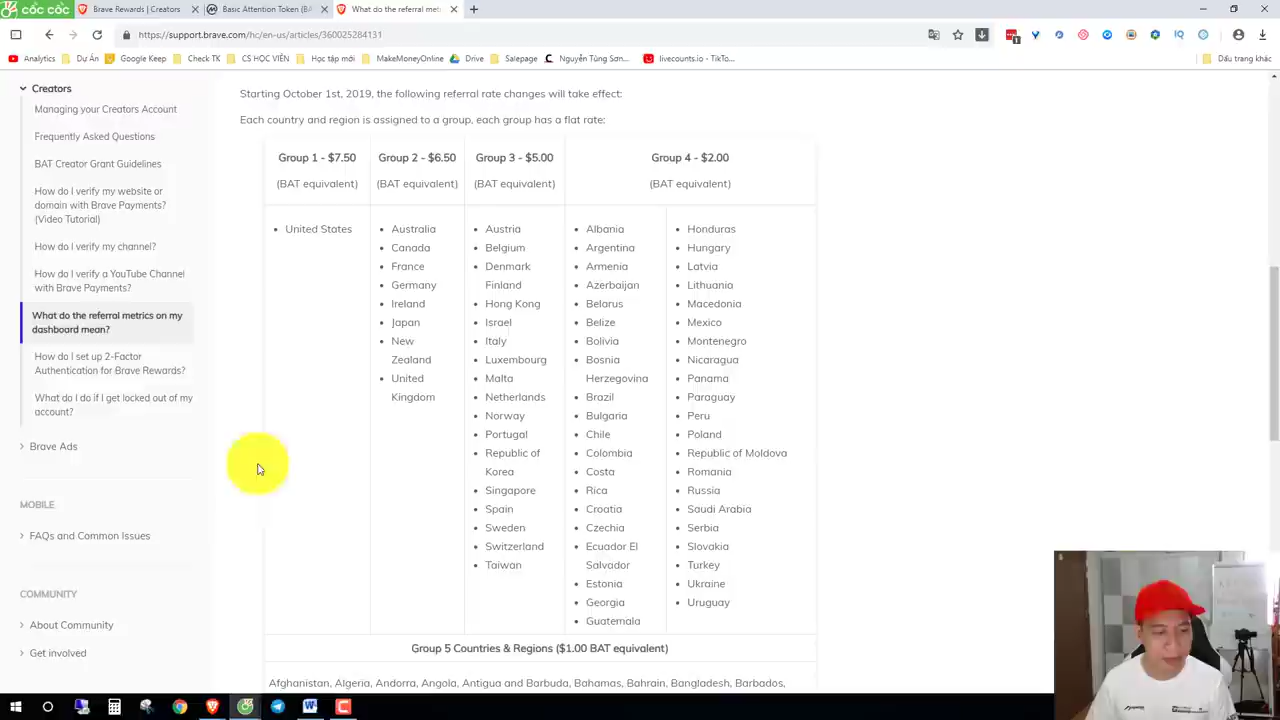 cốc cốc
Brave Rewards | Creators
Basic Attention Token (BA
What do the referral metr
https://support.brave.com/hc/en-us/articles/360025284131
Analytics
Dự Án
Google Keep
Check TK
CS HỌC VIÊN
Học tập mới
MakeMoneyOnline
Drive
Salepage
Nguyễn Tùng Sơn...
livecounts.io - TikTo...
Dấu trang khác
Creators
Managing your Creators Account
Frequently Asked Questions
BAT Creator Grant Guidelines
How do I verify my website or
domain with Brave Payments?
(Video Tutorial)
How do I verify my channel?
How do I verify a YouTube Channel
with Brave Payments?
What do the referral metrics on my
dashboard mean?
How do I set up 2-Factor
Authentication for Brave Rewards?
What do I do if I get locked out of my
account?
Brave Ads
MOBILE
FAQs and Common Issues
COMMUNITY
About Community
Get involved
Starting October 1st, 2019, the following referral rate changes will take effect:
Each country and region is assigned to a group, each group has a flat rate:
Group 1 - $7.50
(BAT equivalent)
Group 2 - $6.50
(BAT equivalent)
Group 3 - $5.00
(BAT equivalent)
Group 4 - $2.00
(BAT equivalent)
United States
Australia
Canada
France
Germany
Ireland
Japan
New
Zealand
United
Kingdom
Austria
Belgium
Denmark
Finland
Hong Kong
Israel
Italy
Luxembourg
Malta
Netherlands
Norway
Portugal
Republic of
Korea
Singapore
Spain
Sweden
Switzerland
Taiwan
Albania
Argentina
Armenia
Azerbaijan
Belarus
Belize
Bolivia
Bosnia
Herzegovina
Brazil
Bulgaria
Chile
Colombia
Costa
Rica
Croatia
Czechia
Ecuador El
Salvador
Estonia
Georgia
Guatemala
Honduras
Hungary
Latvia
Lithuania
Macedonia
Mexico
Montenegro
Nicaragua
Panama
Paraguay
Peru
Poland
Republic of Moldova
Romania
Russia
Saudi Arabia
Serbia
Slovakia
Turkey
Ukraine
Uruguay
Group 5 Countries & Regions ($1.00 BAT equivalent)
Afghanistan, Algeria, Andorra, Angola, Antigua and Barbuda, Bahamas, Bahrain, Bangladesh, Barbados,